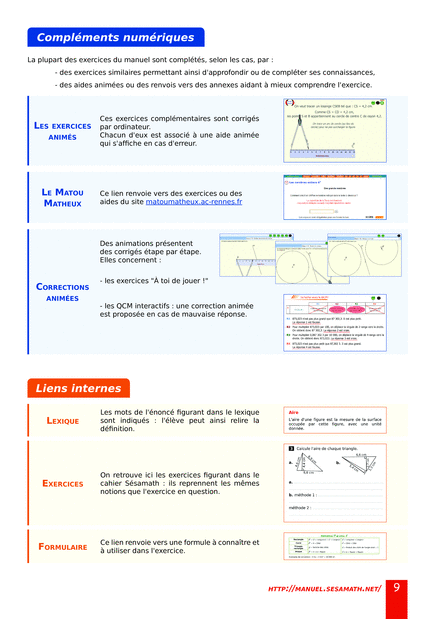 Compléments numériques
La plupart des exercices du manuel sont complétés, selon les cas, par :
- des exercices similaires permettant ainsi d'approfondir ou de compléter ses connaissances,
- des aides animées ou des renvois vers des annexes aidant à mieux comprendre l'exercice.
LES EXERCICES
ANIMÉS
Ces exercices complémentaires sont corrigés
par ordinateur.
Chacun d'eux est associé à une aide animée
qui s'affiche en cas d'erreur.
LE MATOU
MATHEUX
Ce lien renvoie vers des exercices ou des
aides du site matoumatheux.ac-rennes.fr
CORRECTIONS
ANIMÉES
Des animations présentent
des corrigés étape par étape.
Elles concernent :
- les exercices "À toi de jouer !"
- les QCM interactifs : une correction animée
est proposée en cas de mauvaise réponse.
Liens internes
LEXIQUE
Les mots de l'énoncé figurant dans le lexique
sont indiqués : l'élève peut ainsi relire la
définition.
Aire
L'aire d'une figure est la mesure de la surface
occupée par cette figure, avec une unité
donnée.
EXERCICES
On retrouve ici les exercices figurant dans le
cahier Sésamath : ils reprennent les mêmes
notions que l'exercice en question.
Calcule l'aire de chaque triangle.
a.
b.
a.
b. méthode 1 :
méthode 2 :
FORMULAIRE
Ce lien renvoie vers une formule à connaître et
à utiliser dans l'exercice.
HTTP://MANUEL.SESAMATH.NET/
9